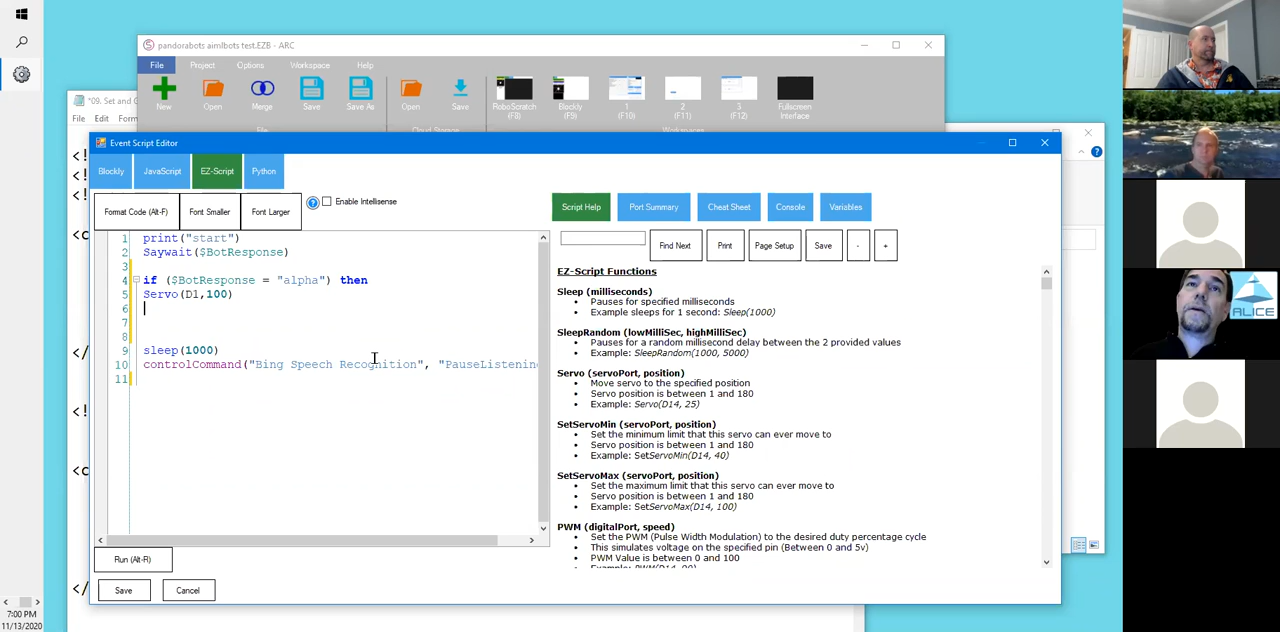 pandorabots aimlbots test.EZB - ARC
File Project Options Workspace Help
New Open Merge Save Save As Open Save RoboScratch (F8) Blockly (F9) 1 (F10) 2 (F11) 3 (F12) Fullscreen Interface
*09. Set and
File Edit Form
Event Script Editor
Blockly JavaScript EZ-Script Python
Format Code (Alt-F) Font Smaller Font Larger Enable Intellisense
Script Help Port Summary Cheat Sheet Console Variables
Find Next Print Page Setup Save - +
1 print("start")
2 Saywait($BotResponse)
3
4 if ($BotResponse = "alpha") then
5 Servo(D1,100)
6
7
8
9 sleep(1000)
10 controlCommand("Bing Speech Recognition", "PauseListening
11
EZ-Script Functions
Sleep (milliseconds)
• Pauses for specified milliseconds
• Example sleeps for 1 second: Sleep(1000)
SleepRandom (lowMilliSec, highMilliSec)
• Pauses for a random millisecond delay between the 2 provided values
• Example: SleepRandom(1000, 5000)
Servo (servoPort, position)
• Move servo to the specified position
• Servo position is between 1 and 180
• Example: Servo(D14, 25)
SetServoMin (servoPort, position)
• Set the minimum limit that this servo can ever move to
• Servo position is between 1 and 180
• Example: SetServoMin(D14, 40)
SetServoMax (servoPort, position)
• Set the maximum limit that this servo can ever move to
• Servo position is between 1 and 180
• Example: SetServoMax(D14, 100)
PWM (digitalPort, speed)
• Set the PWM (Pulse Width Modulation) to the desired duty percentage cycle
• This simulates voltage on the specified pin (Between 0 and 5v)
• PWM Value is between 0 and 100
Run (Alt-R)
Save Cancel
<!
<!
<!
<c
</
<!
<c
</
ALICE
7:00 PM
11/13/2020